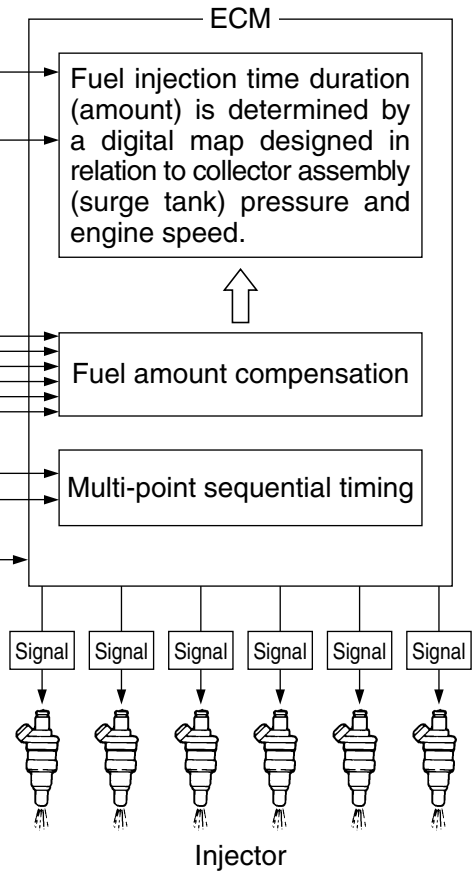 ECM
Fuel injection time duration
(amount) is determined by
a digital map designed in
relation to collector assembly
(surge tank) pressure and
engine speed.
Fuel amount compensation
Multi-point sequential timing
Signal Signal Signal Signal Signal Signal
Injector